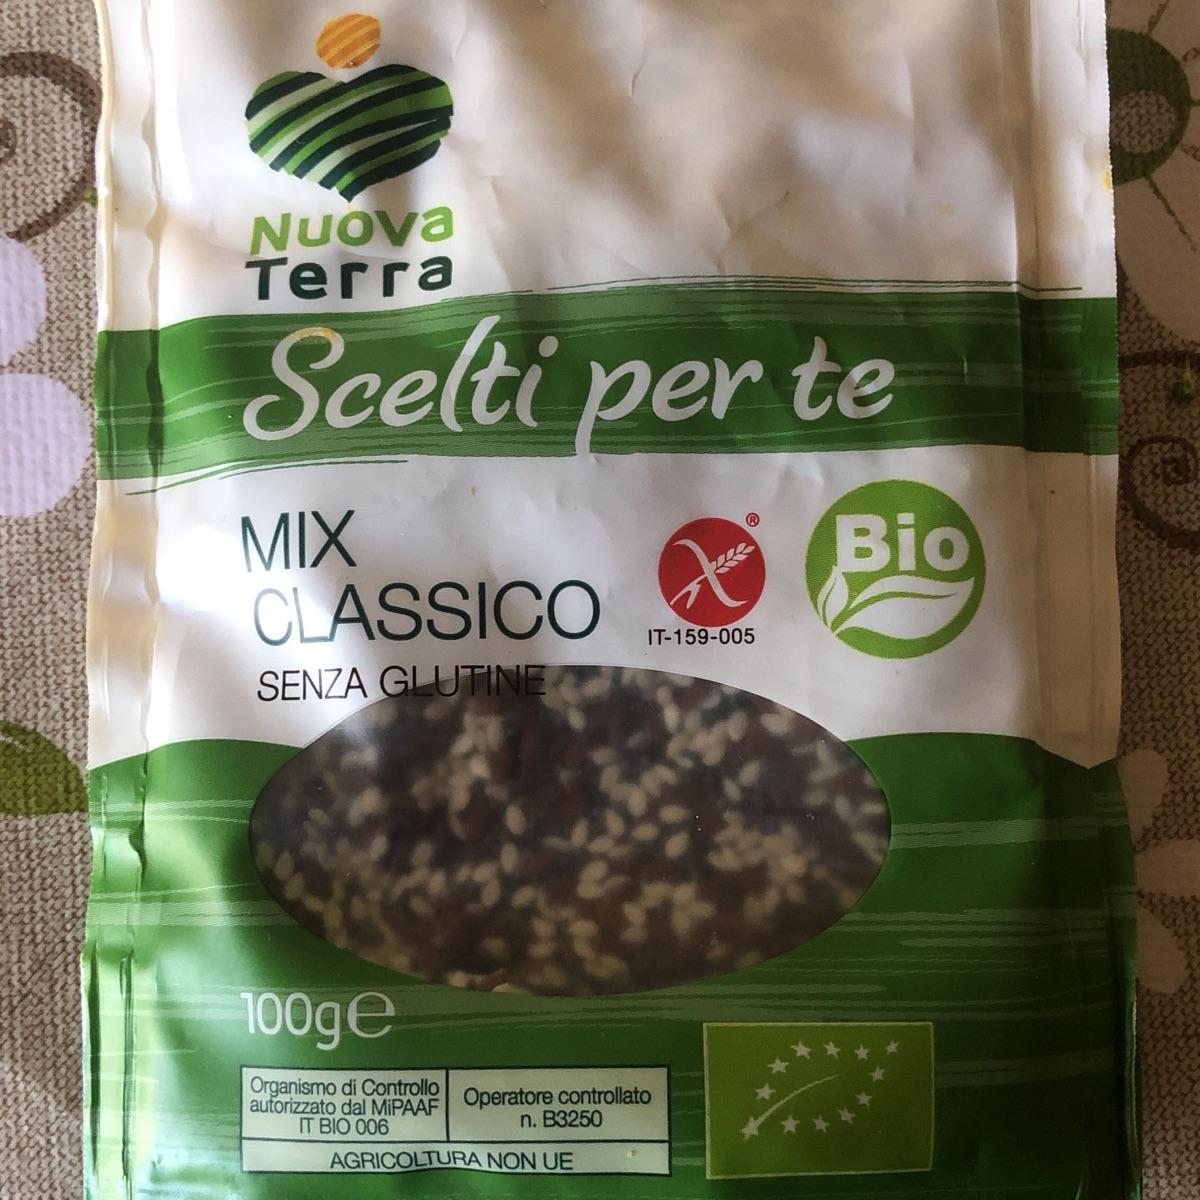 Nuova
Terra
Scelti per te
MIX
CLASSICO
SENZA GLUTINE
®
IT-159-005
Bio
100g℮
Organismo di Controllo
autorizzato dal MiPAAF
IT BIO 006
Operatore controllato
n. B3250
AGRICOLTURA NON UE